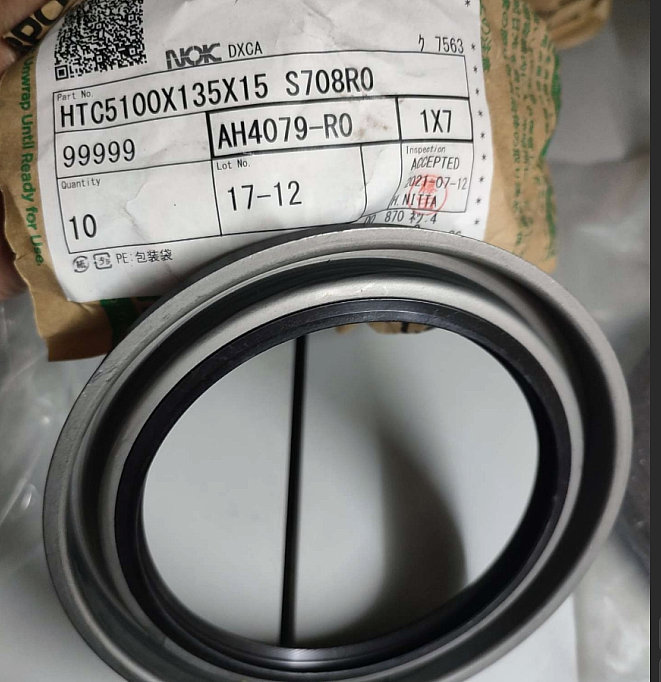 NOK DXCA
ク 7563
Part No.
HTC5100X135X15 S708R0
99999
AH4079-R0
1X7
Quantity
10
Lot No.
17-12
Inspection
ACCEPTED
2021-07-12
H.NITTA
870
PE:包装袋
Unwrap Until Ready for Use.